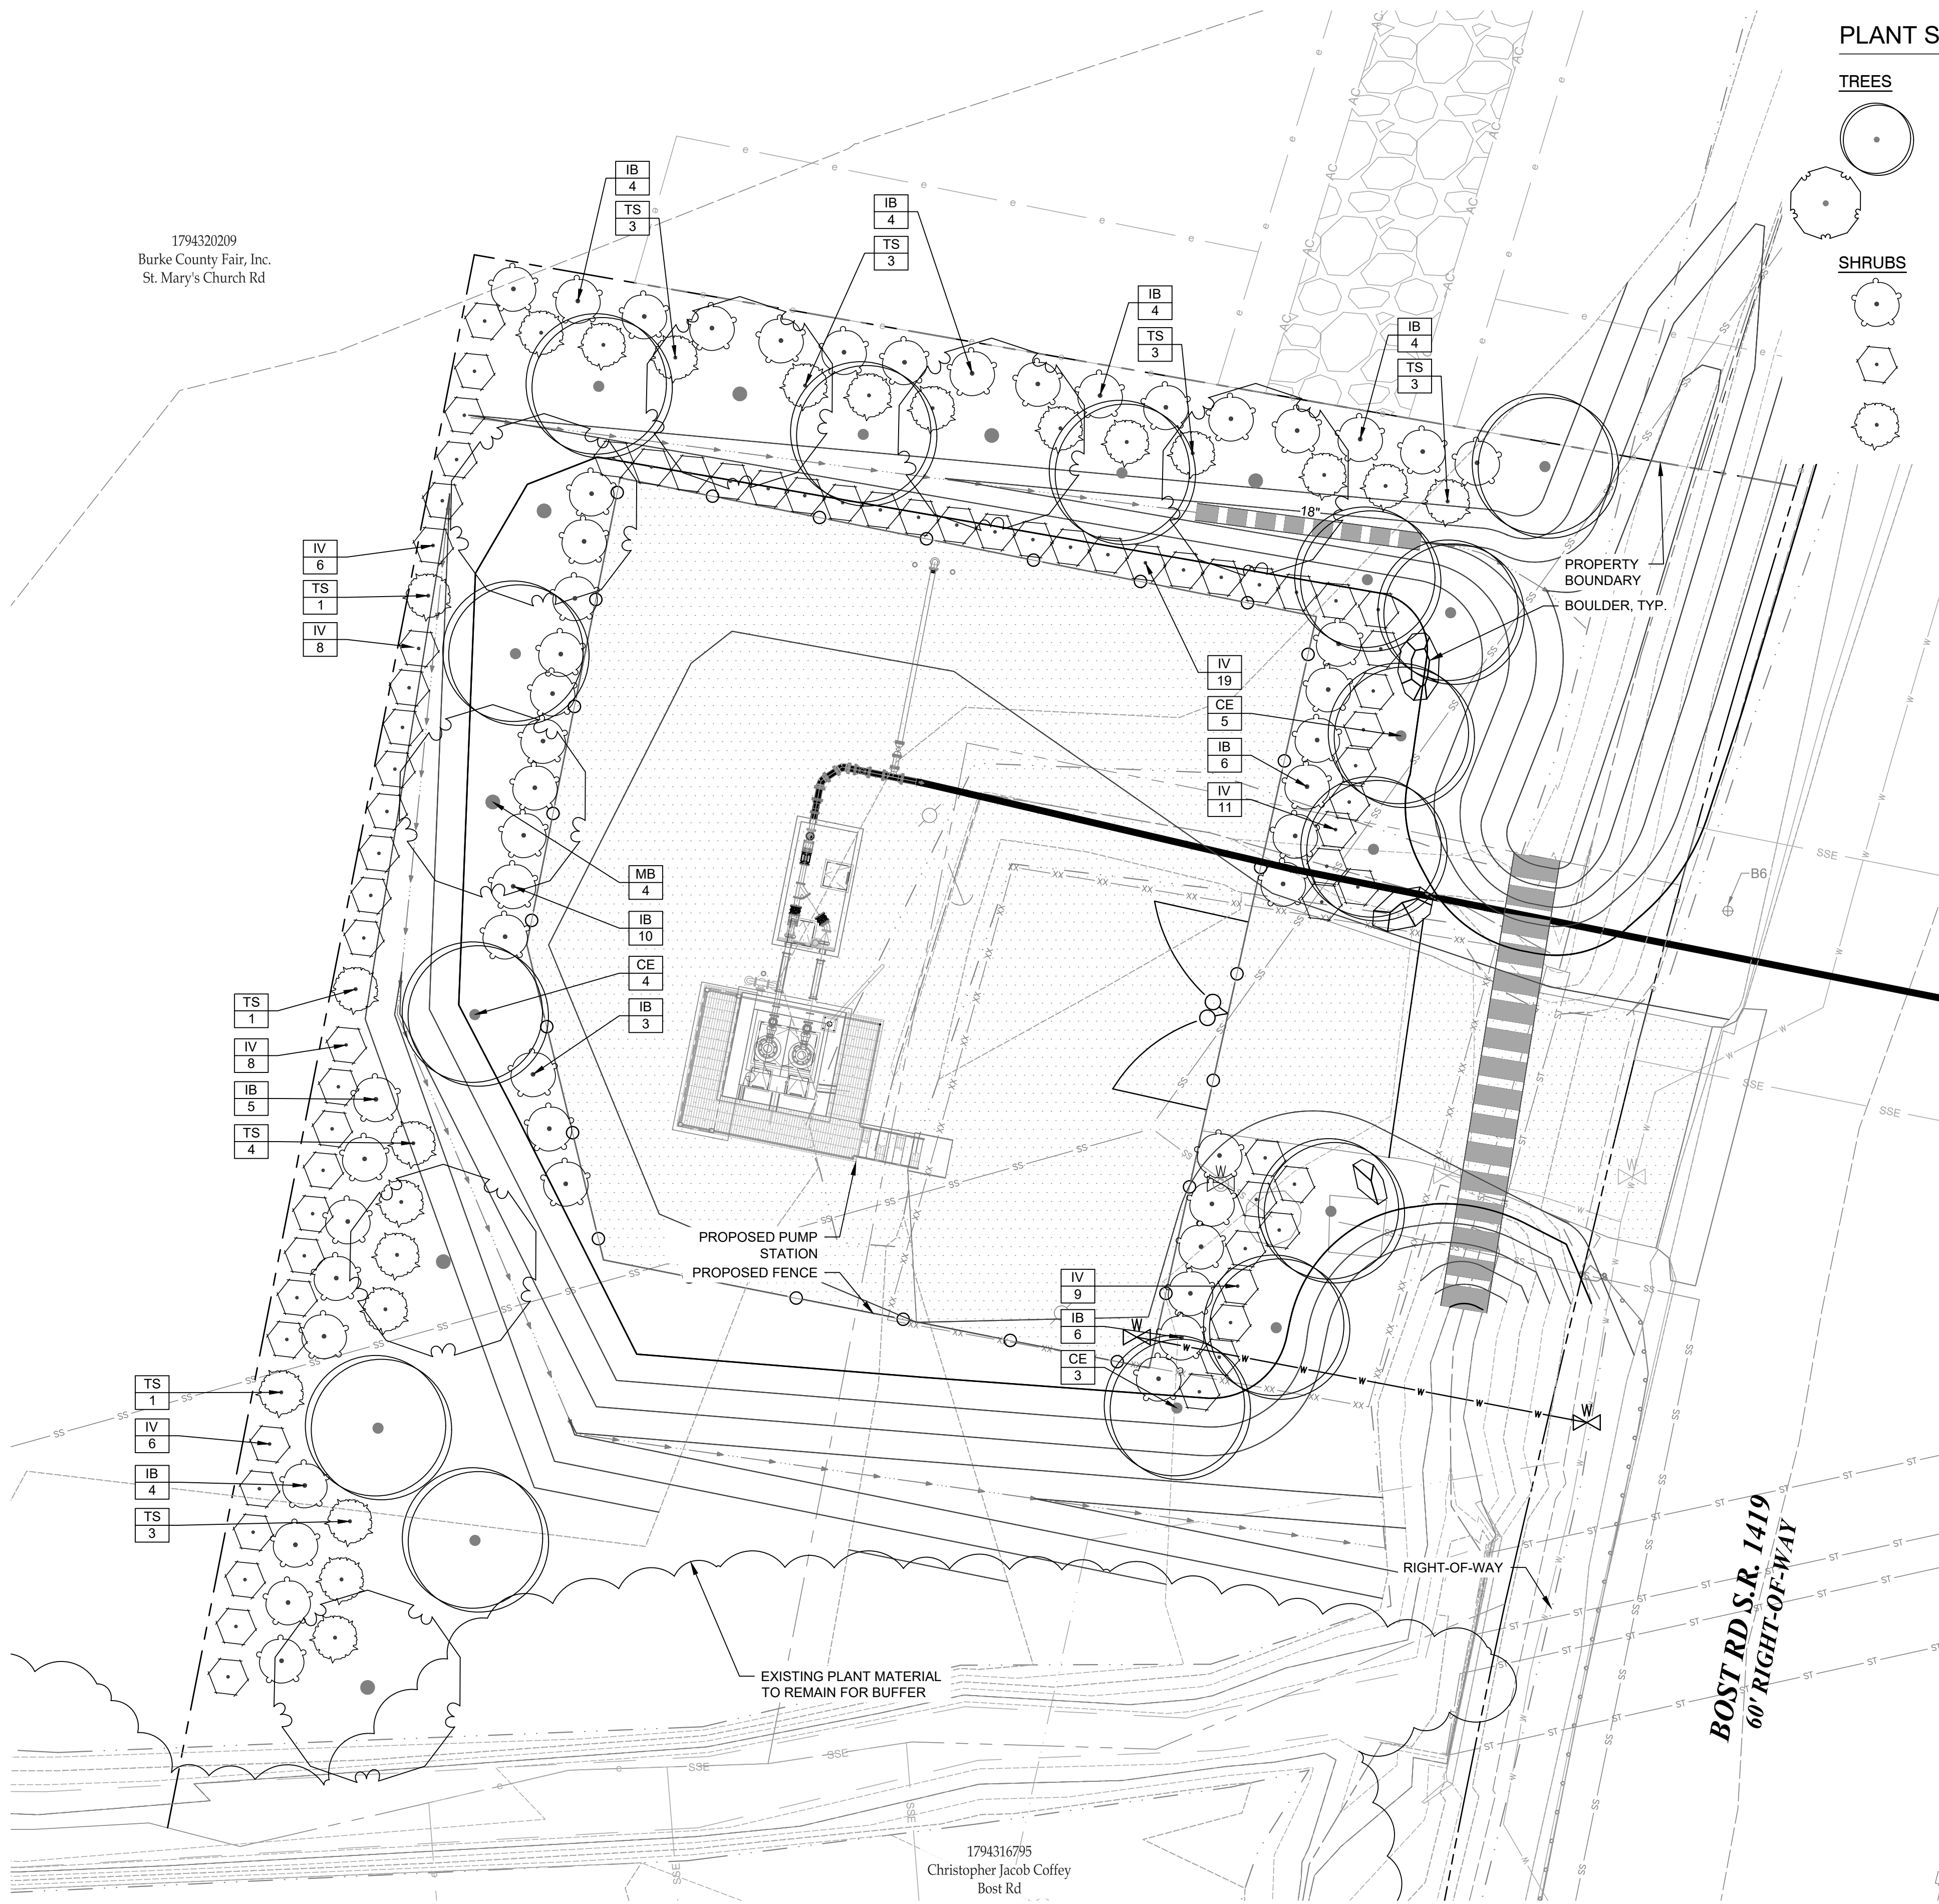 PLANT S
TREES
SHRUBS
1794320209
Burke County Fair, Inc.
St. Mary's Church Rd
IB
4
TS
3
IB
4
TS
3
IB
4
TS
3
IB
4
TS
3
18"
PROPERTY
BOUNDARY
BOULDER, TYP.
IV
6
TS
1
IV
8
IV
19
CE
5
IB
6
IV
11
MB
4
IB
10
CE
4
IB
3
B6
TS
1
IV
8
IB
5
TS
4
PROPOSED PUMP
STATION
PROPOSED FENCE
IV
9
IB
6
CE
3
TS
1
IV
6
IB
4
TS
3
RIGHT-OF-WAY
BOST RD S.R. 1419
60' RIGHT-OF-WAY
EXISTING PLANT MATERIAL
TO REMAIN FOR BUFFER
1794316795
Christopher Jacob Coffey
Bost Rd